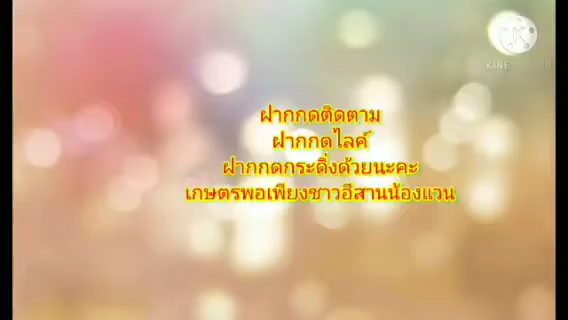 ฝากกดติดตาม
ฝากกดไลค์
ฝากกดกระดิ่งด้วยนะคะ
เกษตรพอเพียงชาวอีสานน้องแวน